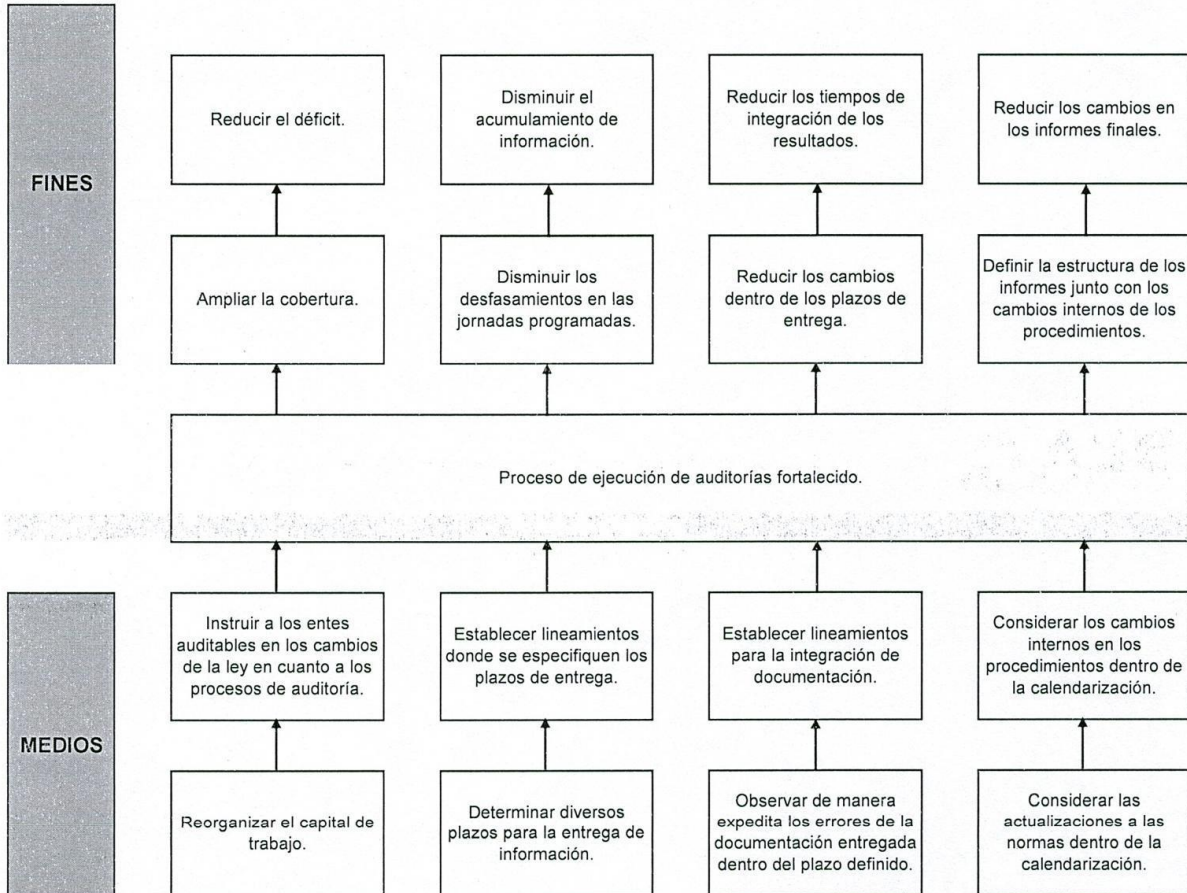 FINES
Reducir el déficit.
Disminuir el
acumulamiento de
información.
Reducir los tiempos de
integración de los
resultados.
Reducir los cambios en
los informes finales.
Ampliar la cobertura.
Disminuir los
desfasamientos en las
jornadas programadas.
Reducir los cambios
dentro de los plazos de
entrega.
Definir la estructura de los
informes junto con los
cambios internos de los
procedimientos.
Proceso de ejecución de auditorías fortalecido.
MEDIOS
Instruir a los entes
auditables en los cambios
de la ley en cuanto a los
procesos de auditoría.
Establecer lineamientos
donde se especifiquen los
plazos de entrega.
Establecer lineamientos
para la integración de
documentación.
Considerar los cambios
internos en los
procedimientos dentro de
la calendarización.
Reorganizar el capital de
trabajo.
Determinar diversos
plazos para la entrega de
información.
Observar de manera
expedita los errores de la
documentación entregada
dentro del plazo definido.
Considerar las
actualizaciones a las
normas dentro de la
calendarización.